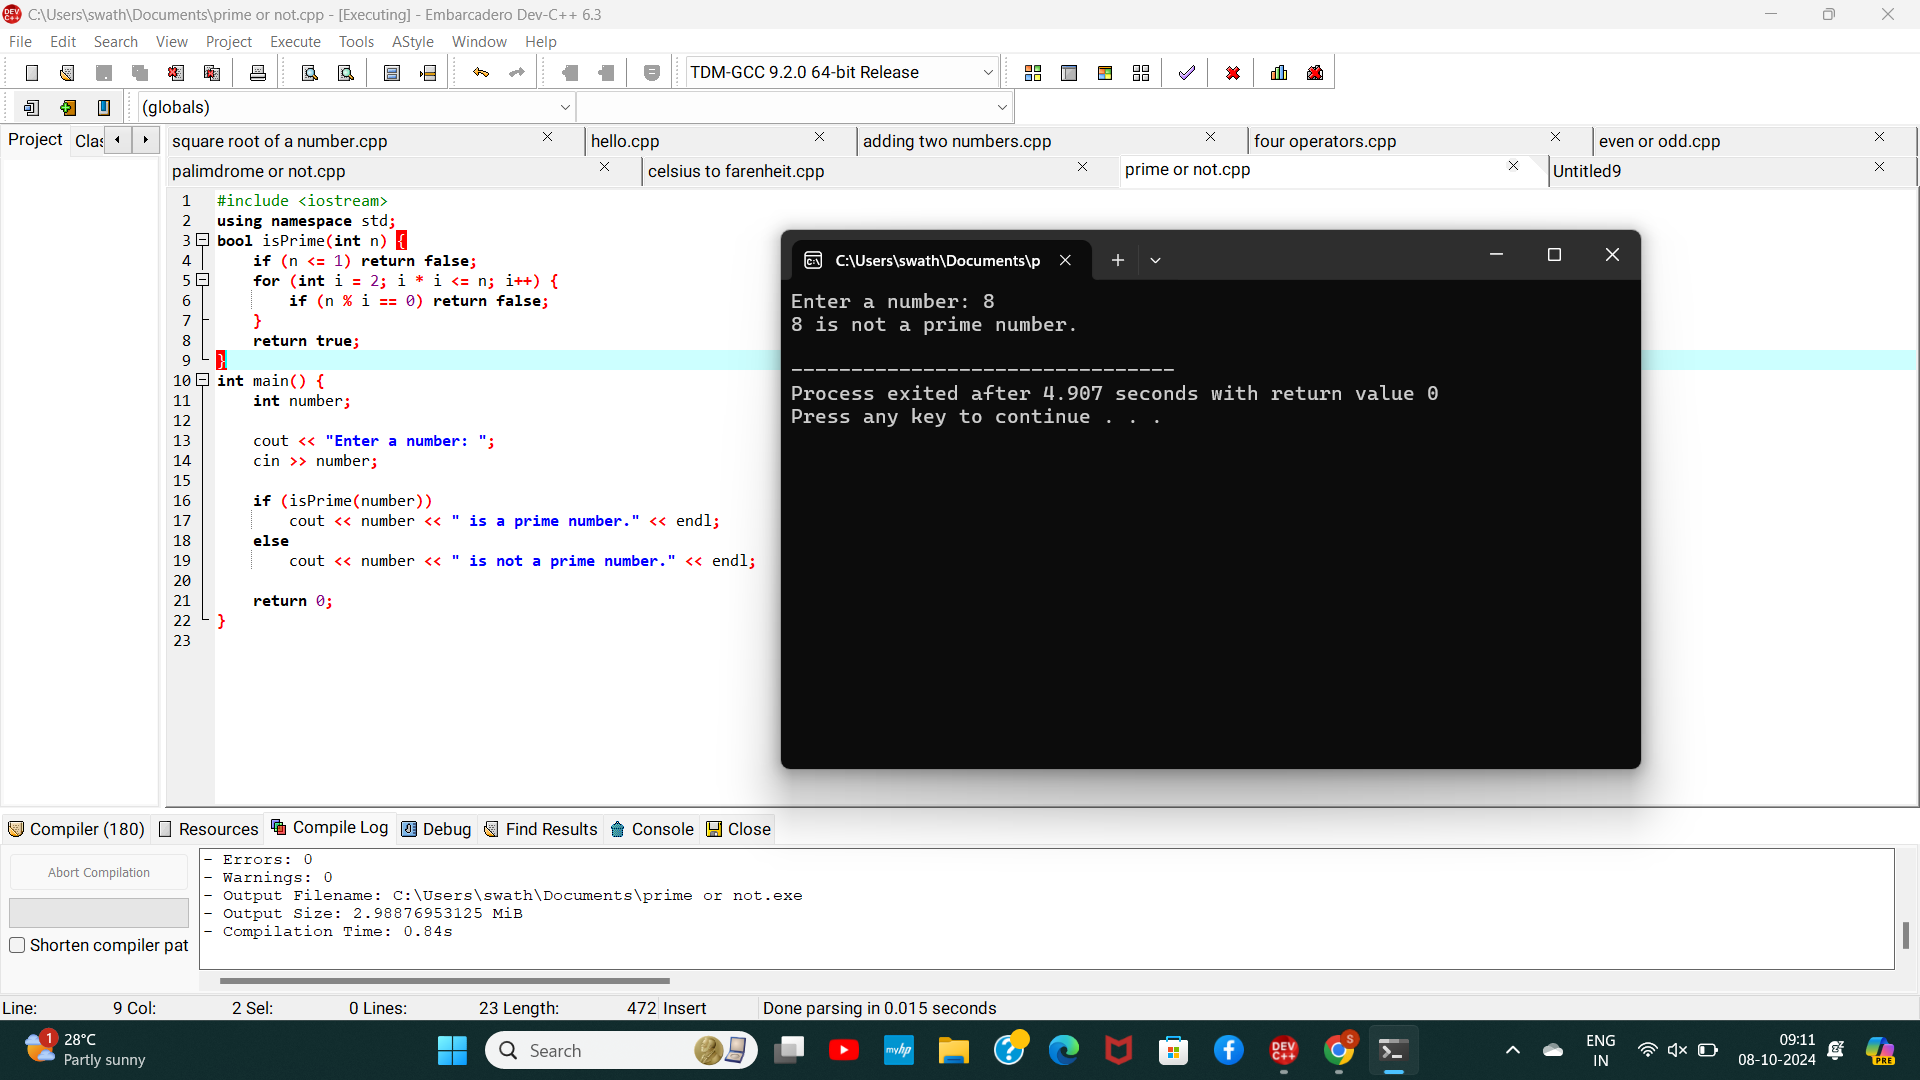 C:\Users\swath\Documents\prime or not.cpp - [Executing] - Embarcadero Dev-C++ 6.3
File Edit Search View Project Execute Tools AStyle Window Help
TDM-GCC 9.2.0 64-bit Release
(globals)
Project Clas
square root of a number.cpp hello.cpp adding two numbers.cpp four operators.cpp even or odd.cpp
palimdrome or not.cpp celsius to farenheit.cpp prime or not.cpp Untitled9
1 #include <iostream>
2 using namespace std;
3 bool isPrime(int n) {
4 if (n <= 1) return false;
5 for (int i = 2; i * i <= n; i++) {
6 if (n % i == 0) return false;
7 }
8 return true;
9 }
10 int main() {
11 int number;
12
13 cout << "Enter a number: ";
14 cin >> number;
15
16 if (isPrime(number))
17 cout << number << " is a prime number." << endl;
18 else
19 cout << number << " is not a prime number." << endl;
20
21 return 0;
22 }
23
C:\Users\swath\Documents\p
Enter a number: 8
8 is not a prime number.
--------------------------------
Process exited after 4.907 seconds with return value 0
Press any key to continue . . .
Compiler (180) Resources Compile Log Debug Find Results Console Close
Abort Compilation
Shorten compiler pat
- Errors: 0
- Warnings: 0
- Output Filename: C:\Users\swath\Documents\prime or not.exe
- Output Size: 2.98876953125 MiB
- Compilation Time: 0.84s
Line: 9 Col: 2 Sel: 0 Lines: 23 Length: 472 Insert Done parsing in 0.015 seconds
1
28°C
Partly sunny
Search
myhp
DEV C++
S
ENG
IN
09:11
08-10-2024
PRE